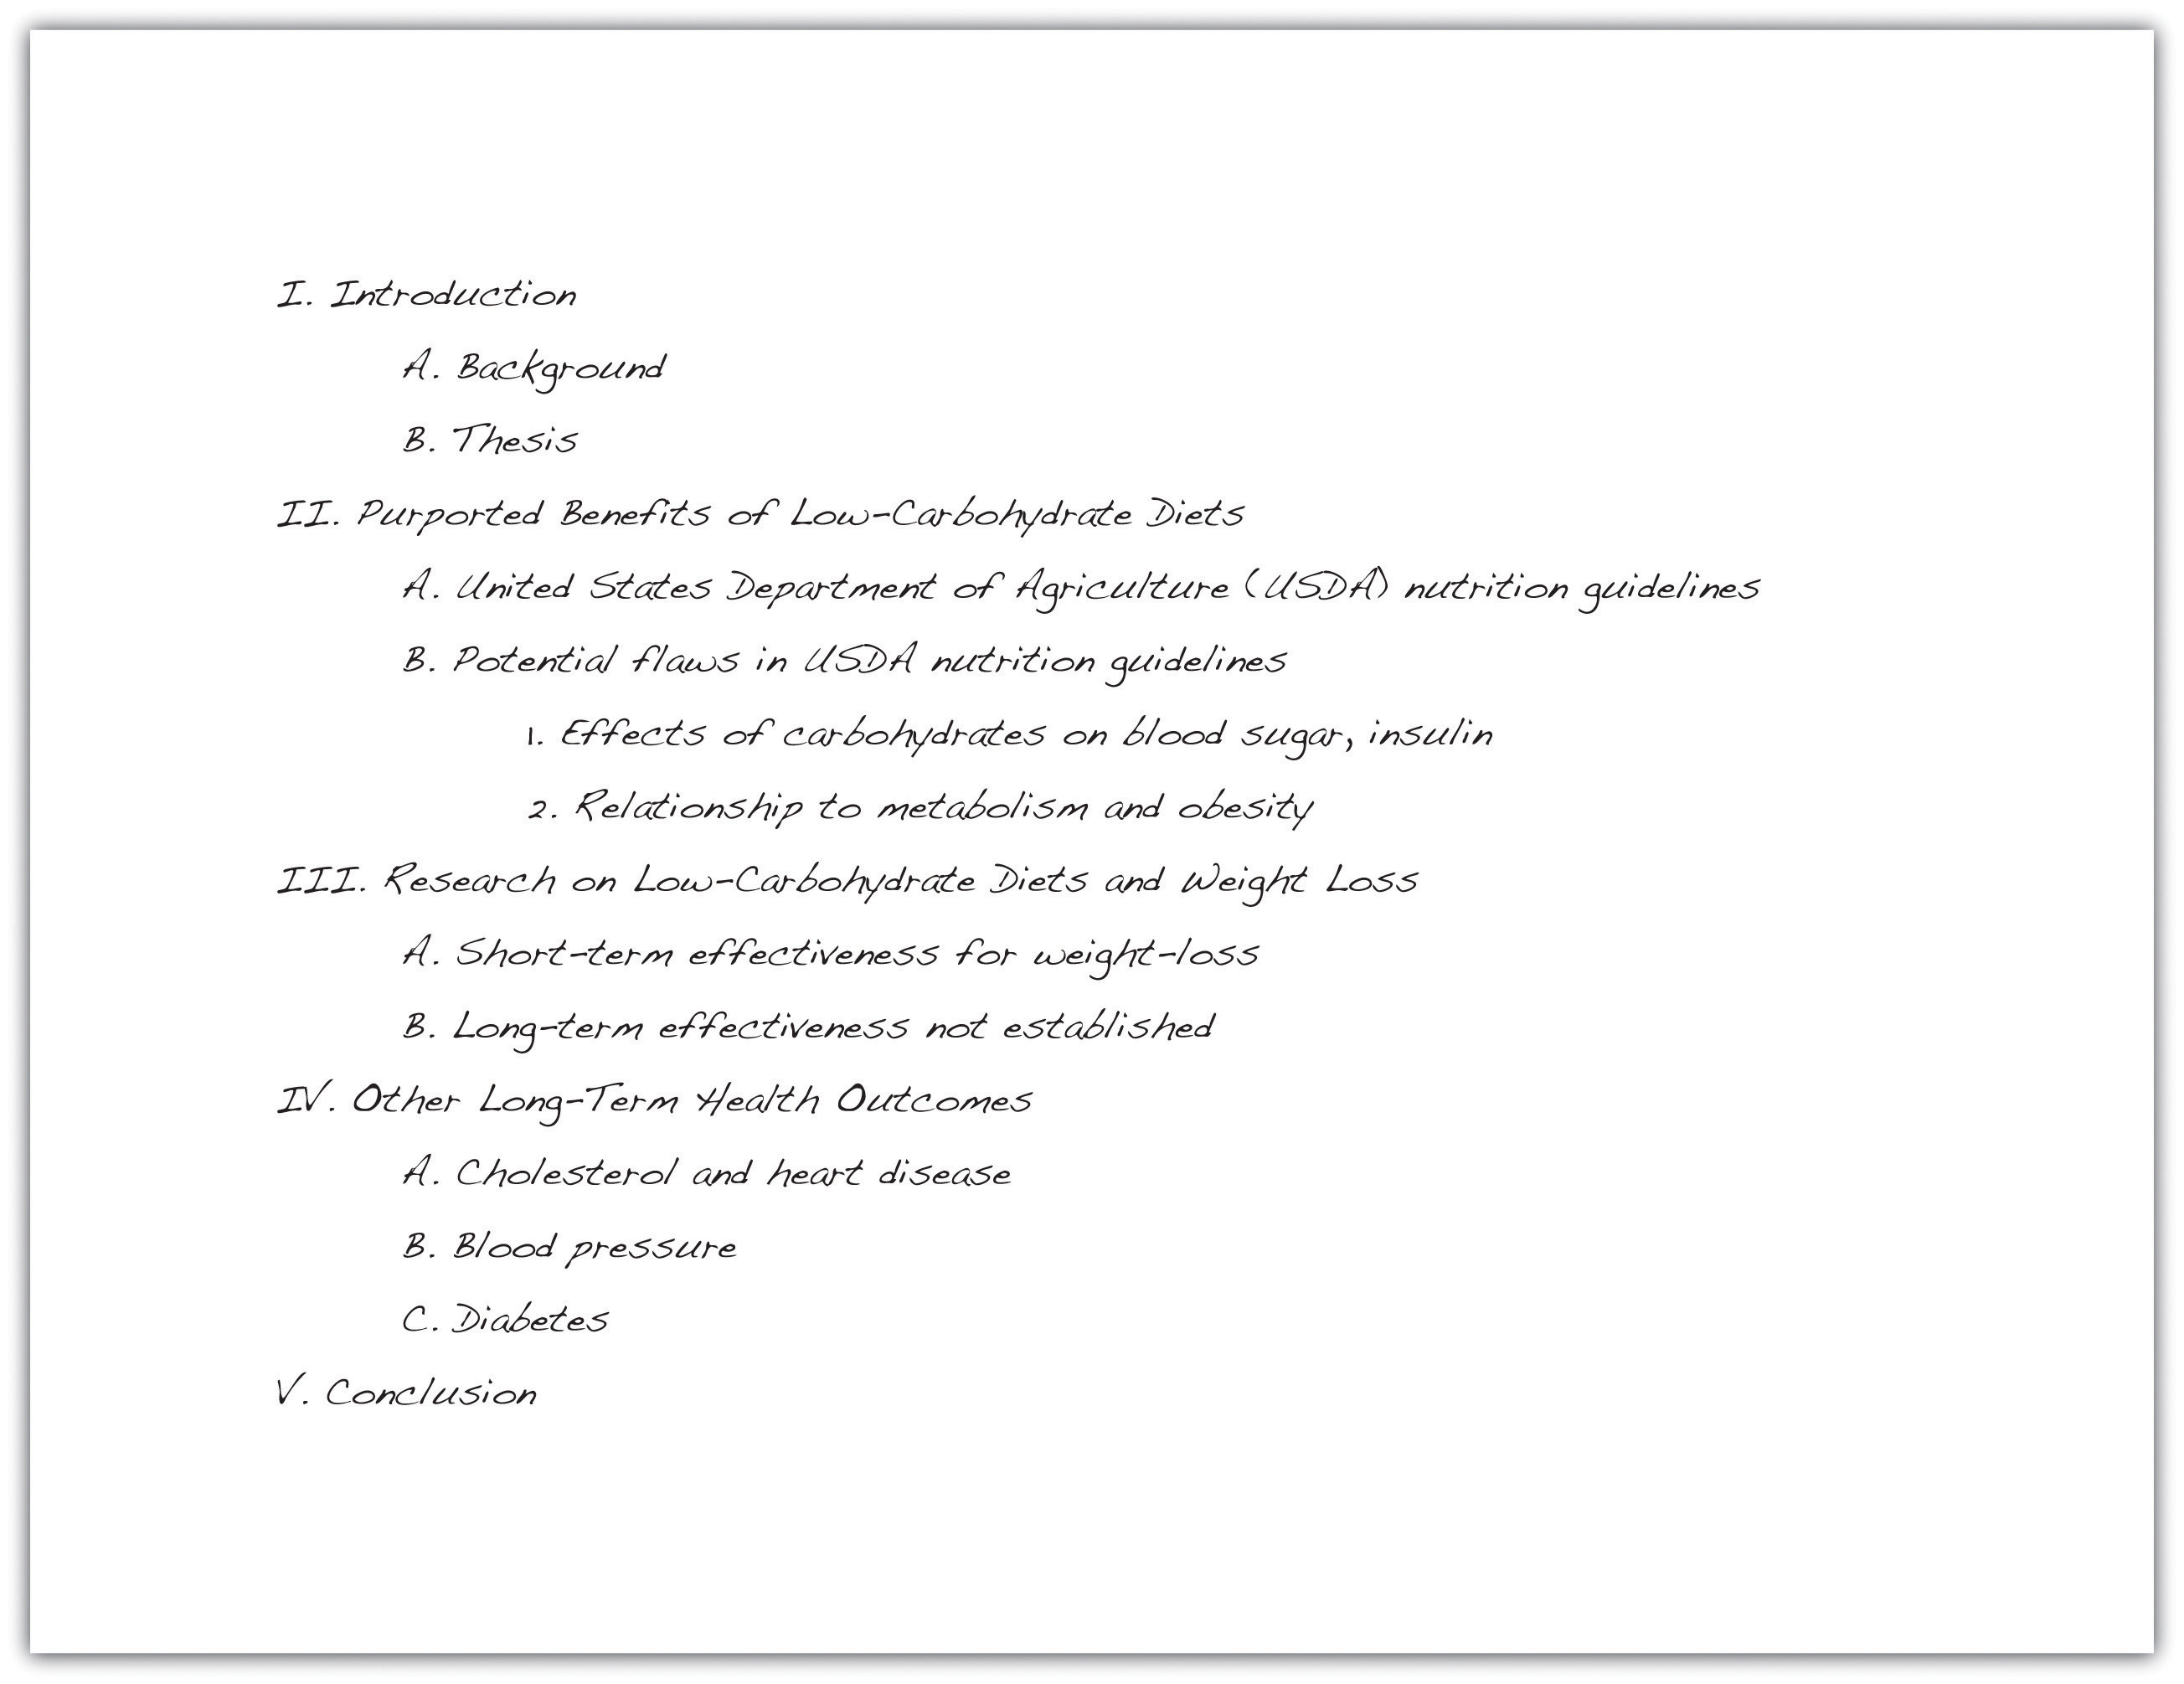 I. Introduction
A. Background
B. Thesis
II. Purported Benefits of Low-Carbohydrate Diets
A. United States Department of Agriculture (USDA) nutrition guidelines
B. Potential flaws in USDA nutrition guidelines
1. Effects of carbohydrates on blood sugar, insulin
2. Relationship to metabolism and obesity
III. Research on Low-Carbohydrate Diets and Weight Loss
A. Short-term effectiveness for weight-loss
B. Long-term effectiveness not established
IV. Other Long-Term Health Outcomes
A. Cholesterol and heart disease
B. Blood pressure
C. Diabetes
V. Conclusion